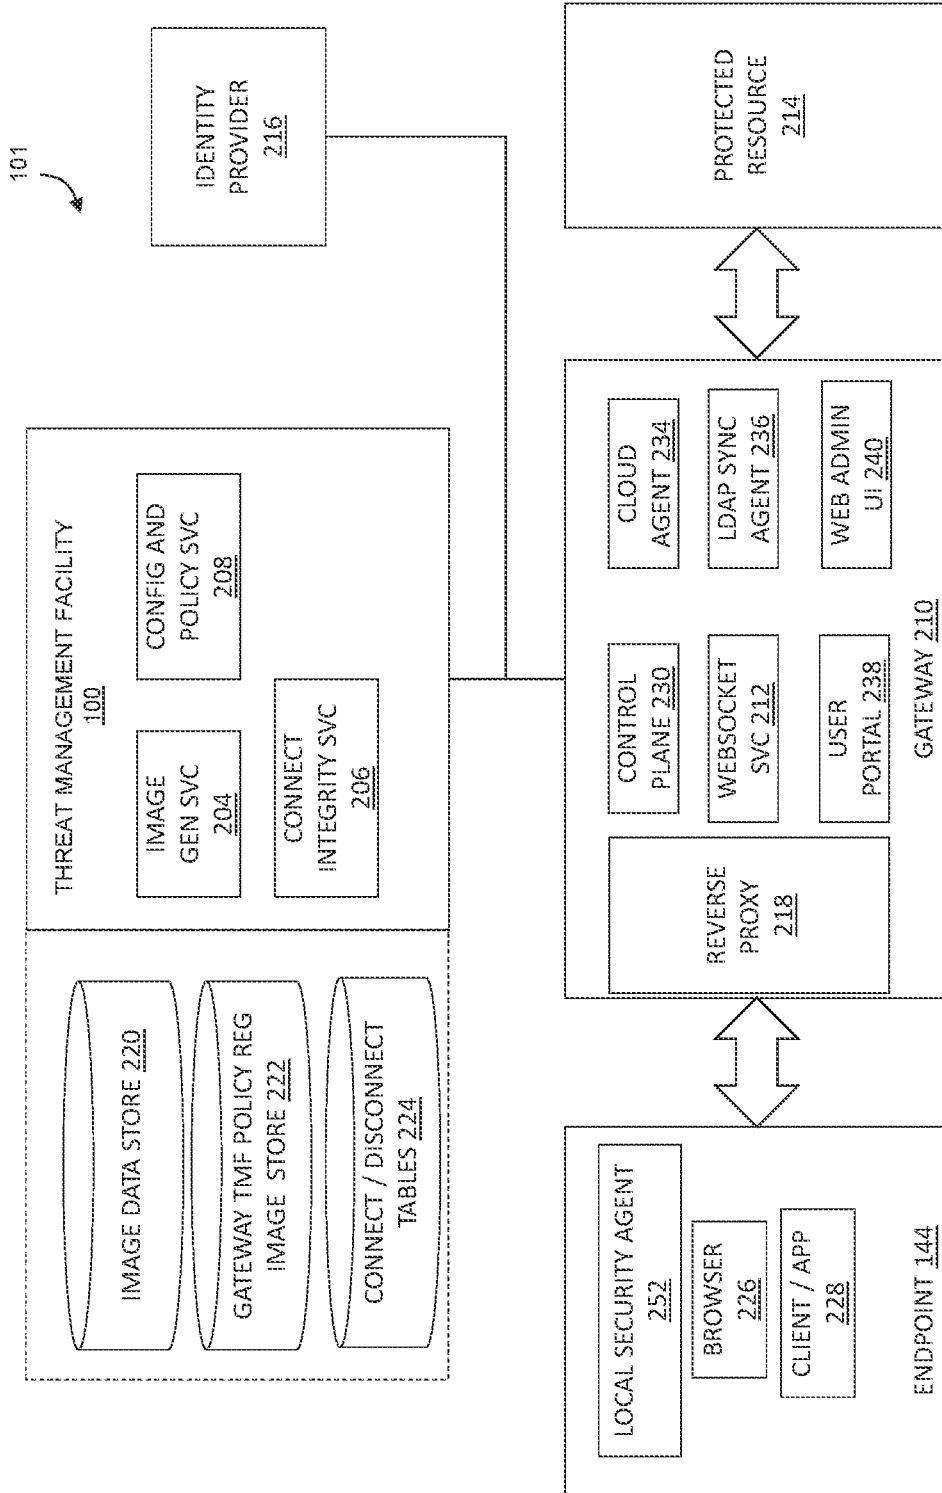 101
IMAGE DATA STORE 220
GATEWAY TMF POLICY REG
IMAGE STORE 222
CONNECT / DISCONNECT
TABLES 224
THREAT MANAGEMENT FACILITY
100
IMAGE
GEN SVC
204
CONFIG AND
POLICY SVC
208
CONNECT
INTEGRITY SVC
206
IDENTITY
PROVIDER
216
LOCAL SECURITY AGENT
252
BROWSER
226
CLIENT / APP
228
ENDPOINT 144
REVERSE
PROXY
218
CONTROL
PLANE 230
WEBSOCKET
SVC 212
USER
PORTAL 238
CLOUD
AGENT 234
LDAP SYNC
AGENT 236
WEB ADMIN
UI 240
GATEWAY 210
PROTECTED
RESOURCE
214